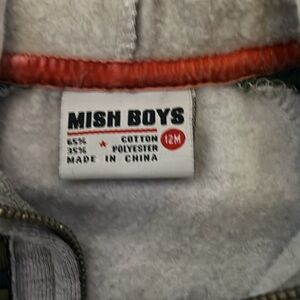 MISH BOYS
65% COTTON 12M
35% POLYESTER
MADE IN CHINA